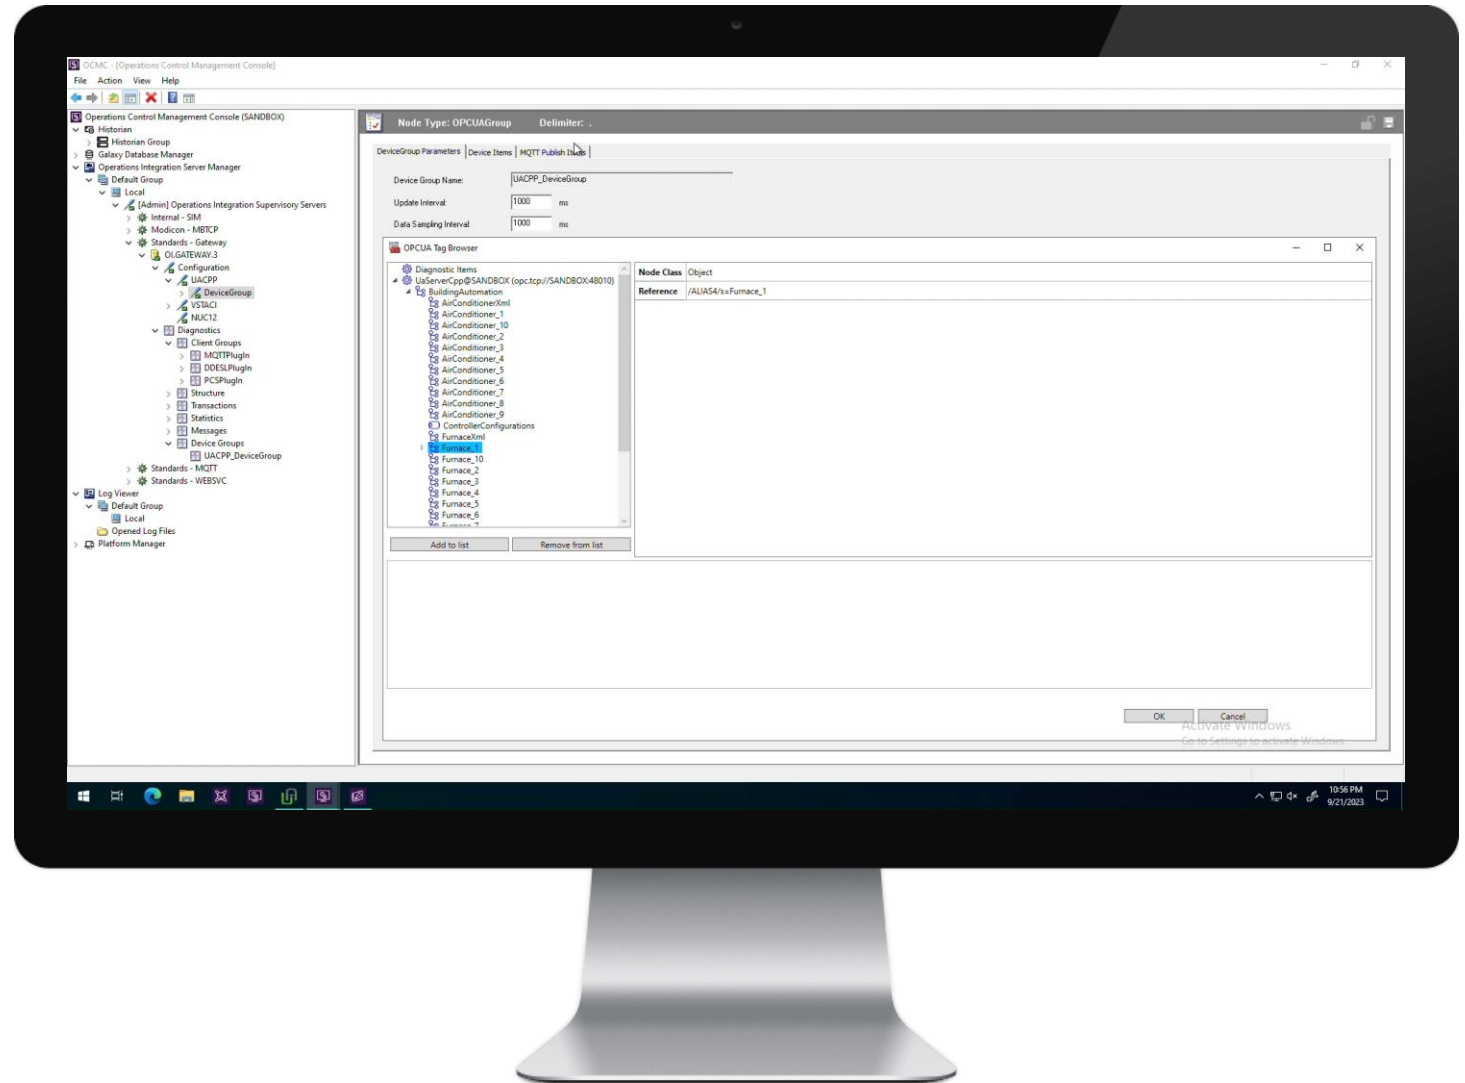 OCMC - [Operations Control Management Console]
File Action View Help
Operations Control Management Console (SANDBOX)
Historian
Historian Group
Galaxy Database Manager
Operations Integration Server Manager
Default Group
Local
[Admin] Operations Integration Supervisory Servers
Internal - SIM
Modicon - MBTCP
Standards - Gateway
OI.GATEWAY.3
Configuration
UACPP
DeviceGroup
VSTACI
NUC12
Diagnostics
Client Groups
MQTTPlugIn
DDESLPlugIn
PCSPlugIn
Structure
Transactions
Statistics
Messages
Device Groups
UACPP_DeviceGroup
Standards - MQTT
Standards - WEBSVC
Log Viewer
Default Group
Local
Opened Log Files
Platform Manager
Node Type: OPCUAGroup Delimiter: .
DeviceGroup Parameters Device Items MQTT Publish Items
Device Group Name: UACPP_DeviceGroup
Update Interval: 1000 ms
Data Sampling Interval: 1000 ms
OPCUA Tag Browser
Diagnostic Items
UaServerCpp@SANDBOX (opc.tcp://SANDBOX:48010)
BuildingAutomation
AirConditionerXml
AirConditioner_1
AirConditioner_10
AirConditioner_2
AirConditioner_3
AirConditioner_4
AirConditioner_5
AirConditioner_6
AirConditioner_7
AirConditioner_8
AirConditioner_9
ControllerConfigurations
FurnaceXml
Furnace_1
Furnace_10
Furnace_2
Furnace_3
Furnace_4
Furnace_5
Furnace_6
Furnace_7
Node Class Object
Reference /ALIAS4/s=Furnace_1
Add to list Remove from list
OK Cancel
Activate Windows
Go to Settings to activate Windows.
10:56 PM
9/21/2023